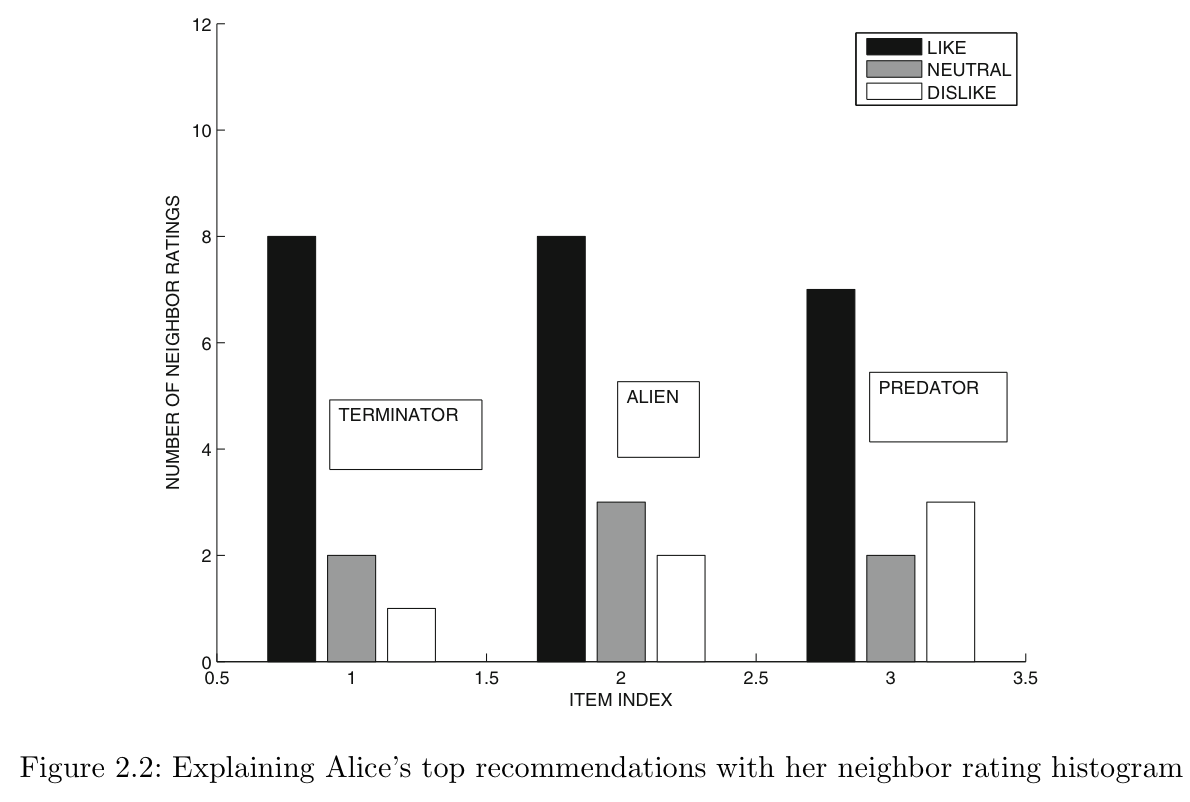 12
10
8
6
4
2
0
NUMBER OF NEIGHBOR RATINGS
LIKE
NEUTRAL
DISLIKE
TERMINATOR
ALIEN
PREDATOR
0.5 1 1.5 2 2.5 3 3.5
ITEM INDEX
Figure 2.2: Explaining Alice's top recommendations with her neighbor rating histogram